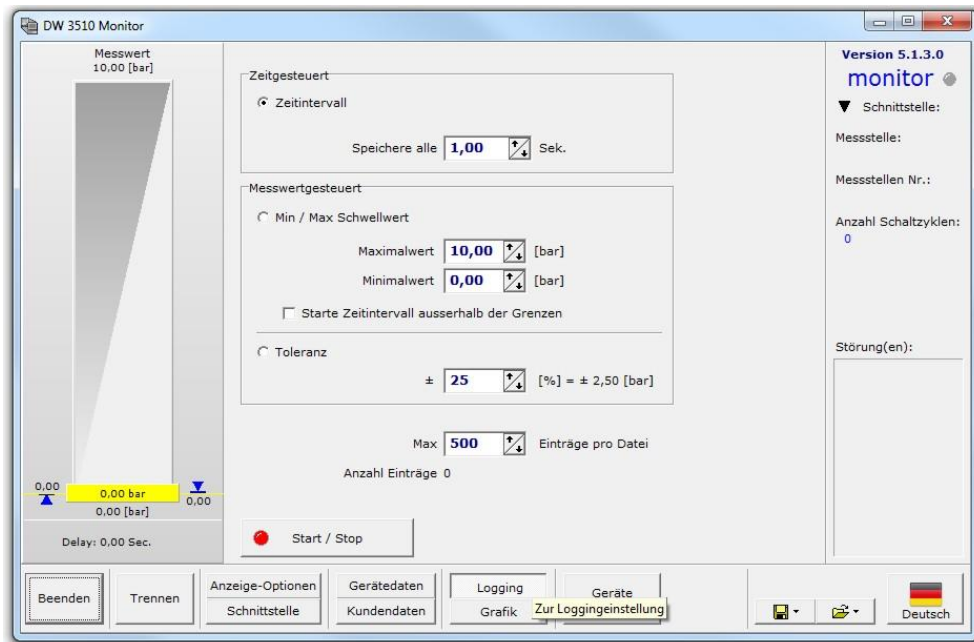 DW 3510 Monitor
Messwert
10,00 [bar]
0,00
0,00 bar
0,00
0,00 [bar]
Delay: 0,00 Sec.
Zeitgesteuert
Zeitintervall
Speichere alle 1,00 Sek.
Messwertgesteuert
Min / Max Schwellwert
Maximalwert 10,00 [bar]
Minimalwert 0,00 [bar]
Starte Zeitintervall ausserhalb der Grenzen
Toleranz
± 25 [%] = ± 2,50 [bar]
Max 500 Einträge pro Datei
Anzahl Einträge 0
Start / Stop
Version 5.1.3.0
monitor
Schnittstelle:
Messstelle:
Messstellen Nr.:
Anzahl Schaltzyklen:
0
Störung(en):
Beenden
Trennen
Anzeige-Optionen
Schnittstelle
Gerätedaten
Kundendaten
Logging
Grafik
Geräte
Zur Loggingeinstellung
Deutsch